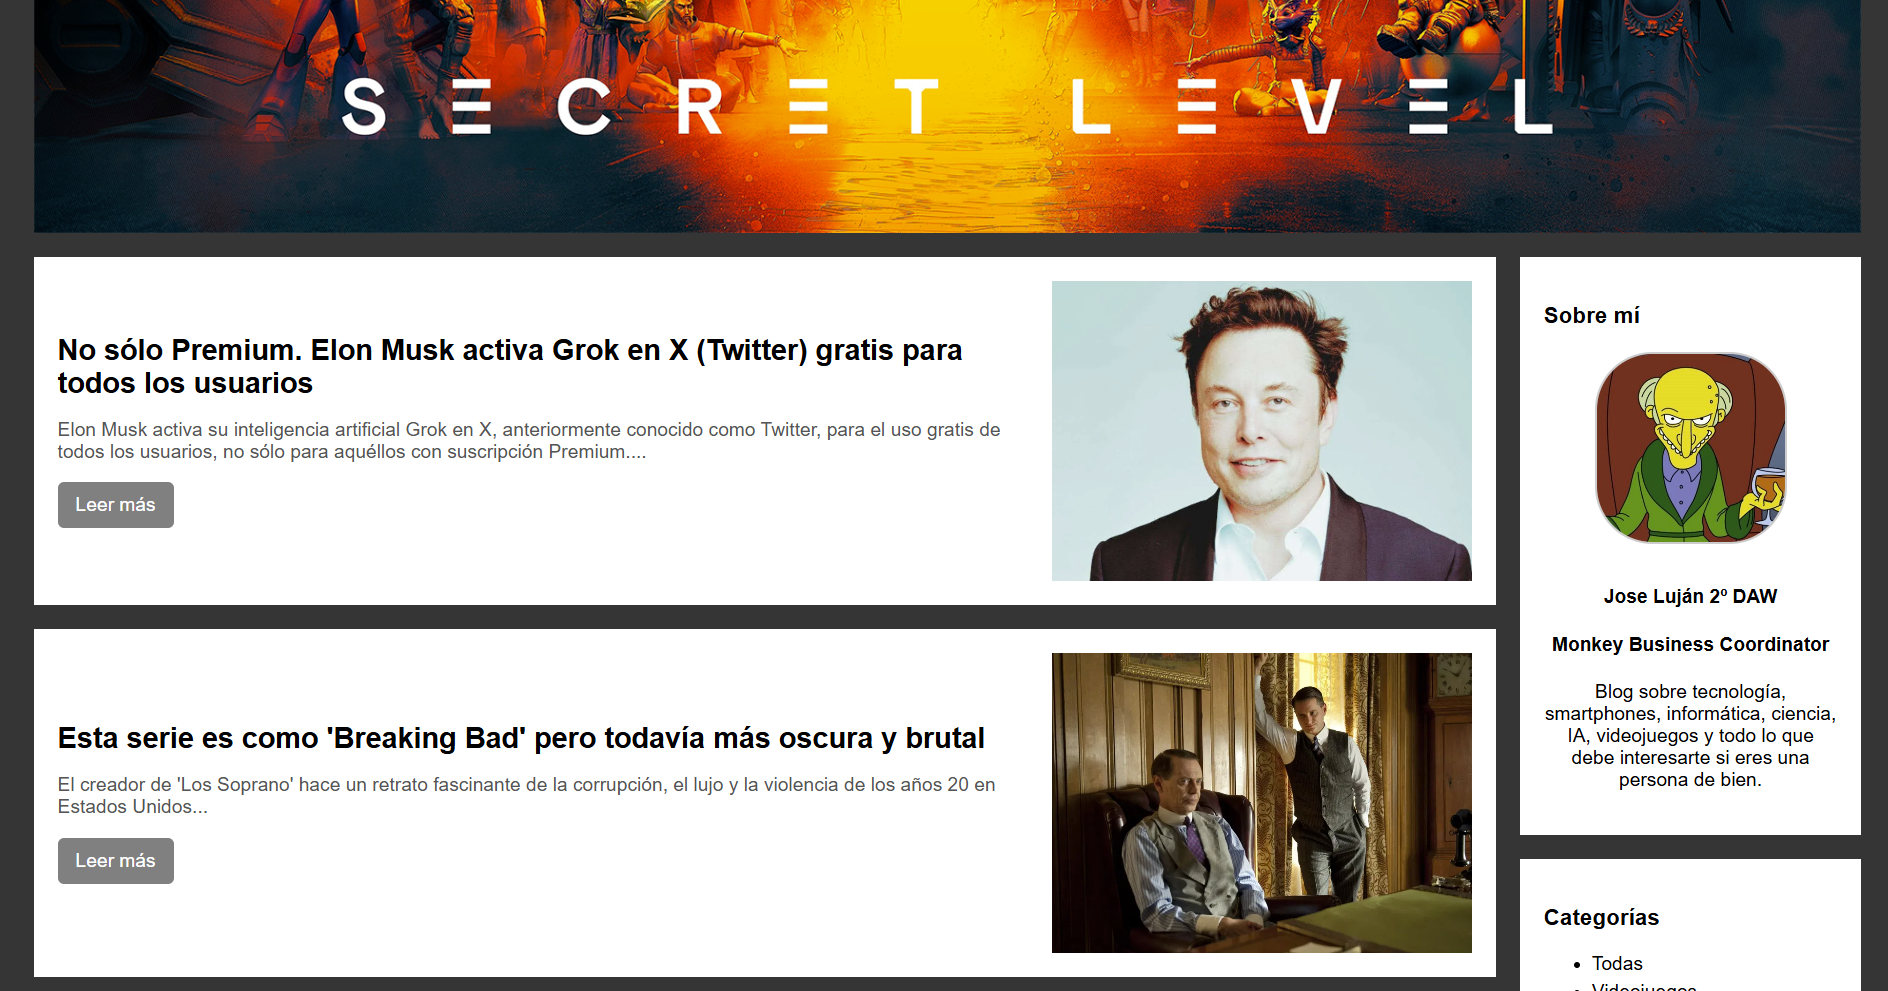 SECRET LEVEL
No sólo Premium. Elon Musk activa Grok en X (Twitter) gratis para
todos los usuarios
Elon Musk activa su inteligencia artificial Grok en X, anteriormente conocido como Twitter, para el uso gratis de
todos los usuarios, no sólo para aquéllos con suscripción Premium....
Leer más
Esta serie es como 'Breaking Bad' pero todavía más oscura y brutal
El creador de 'Los Soprano' hace un retrato fascinante de la corrupción, el lujo y la violencia de los años 20 en
Estados Unidos...
Leer más
Sobre mí
Jose Luján 2º DAW
Monkey Business Coordinator
Blog sobre tecnología,
smartphones, informática, ciencia,
IA, videojuegos y todo lo que
debe interesarte si eres una
persona de bien.
Categorías
Todas
Videojuegos